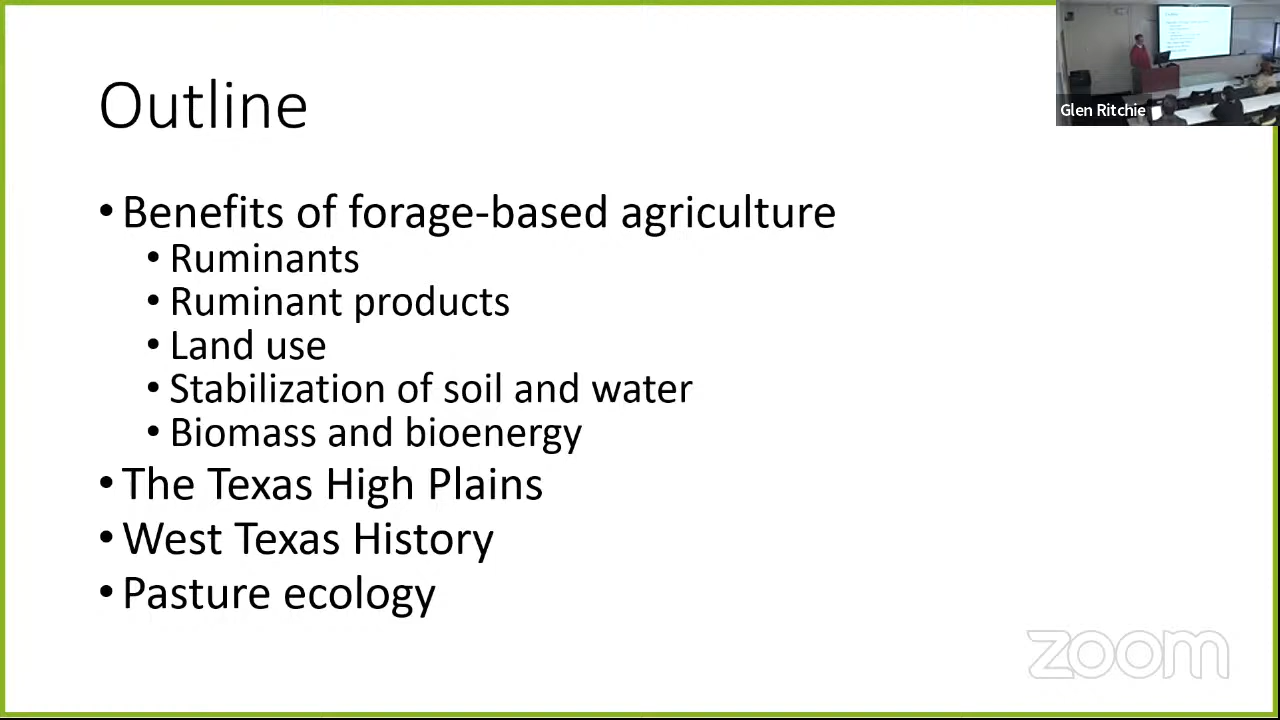 Outline
• Benefits of forage-based agriculture
• Ruminants
• Ruminant products
• Land use
• Stabilization of soil and water
• Biomass and bioenergy
• The Texas High Plains
• West Texas History
• Pasture ecology
Glen Ritchie
zoom